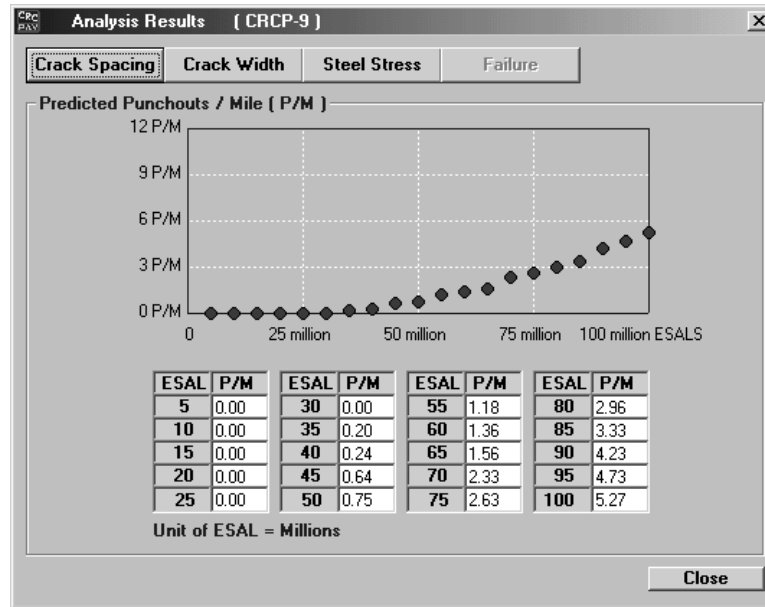 CRC
PAV
Analysis Results ( CRCP-9 )
Crack Spacing Crack Width Steel Stress Failure
Predicted Punchouts / Mile ( P/M )
12 P/M
9 P/M
6 P/M
3 P/M
0 P/M
0 25 million 50 million 75 million 100 million ESALS
ESAL P/M ESAL P/M ESAL P/M ESAL P/M
5 0.00 30 0.00 55 1.18 80 2.96
10 0.00 35 0.20 60 1.36 85 3.33
15 0.00 40 0.24 65 1.56 90 4.23
20 0.00 45 0.64 70 2.33 95 4.73
25 0.00 50 0.75 75 2.63 100 5.27
Unit of ESAL = Millions
Close